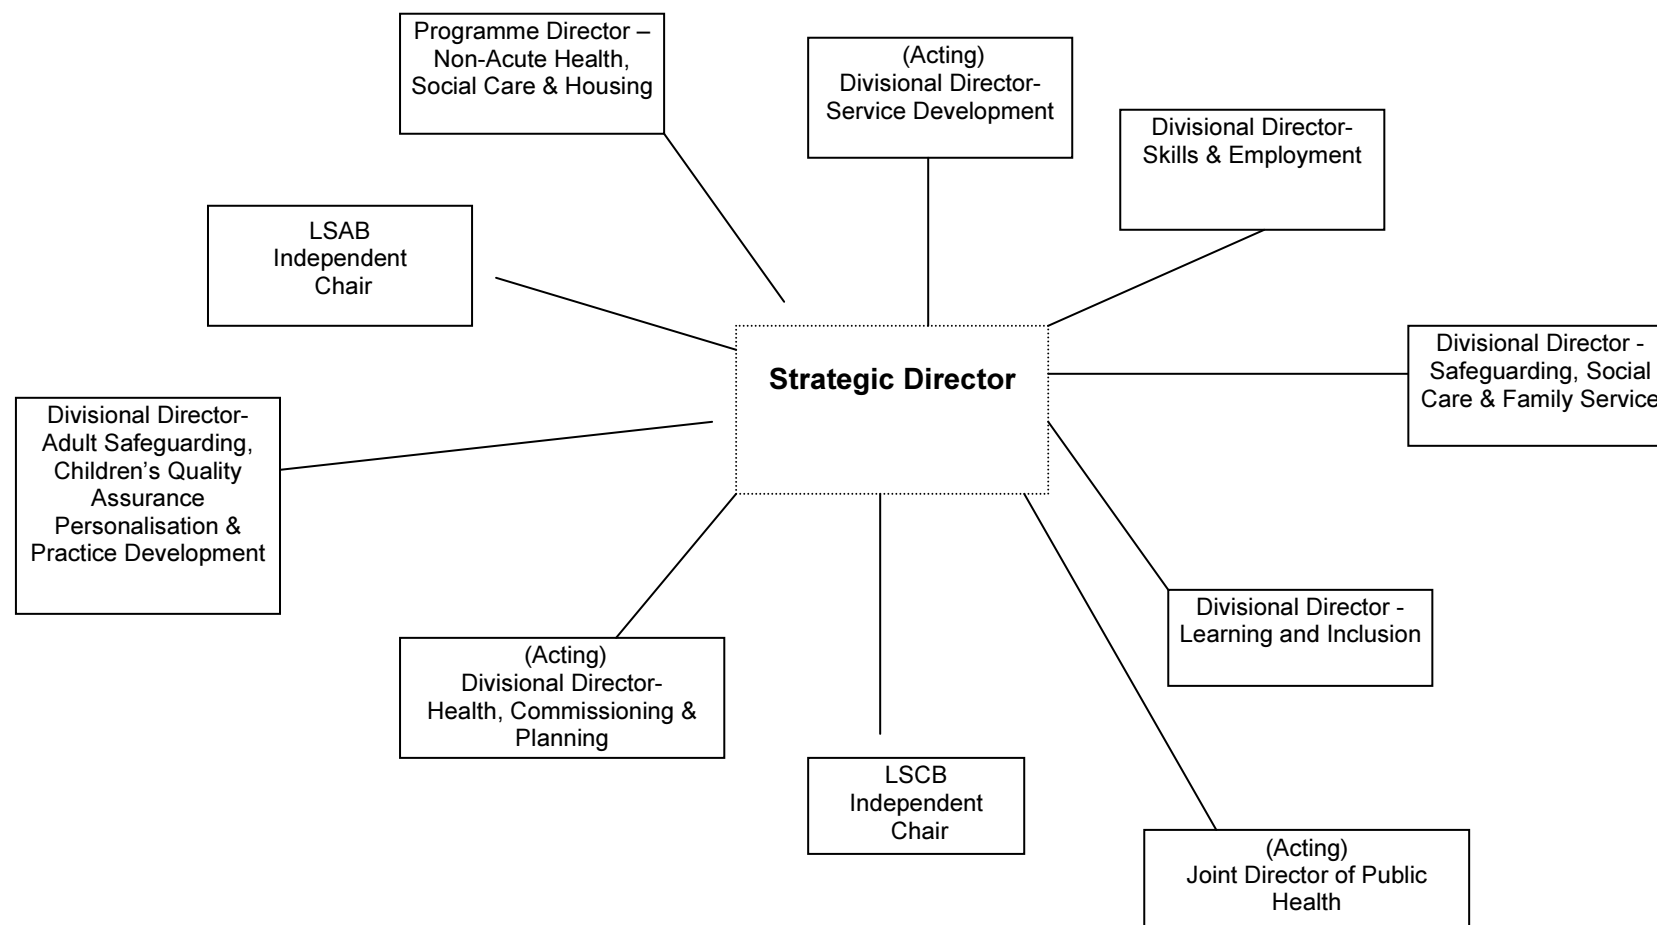 Programme Director –
Non-Acute Health,
Social Care & Housing
(Acting)
Divisional Director-
Service Development
Divisional Director-
Skills & Employment
LSAB
Independent
Chair
Strategic Director
Divisional Director -
Safeguarding, Social
Care & Family Service
Divisional Director-
Adult Safeguarding,
Children’s Quality
Assurance
Personalisation &
Practice Development
Divisional Director -
Learning and Inclusion
(Acting)
Divisional Director-
Health, Commissioning &
Planning
LSCB
Independent
Chair
(Acting)
Joint Director of Public
Health